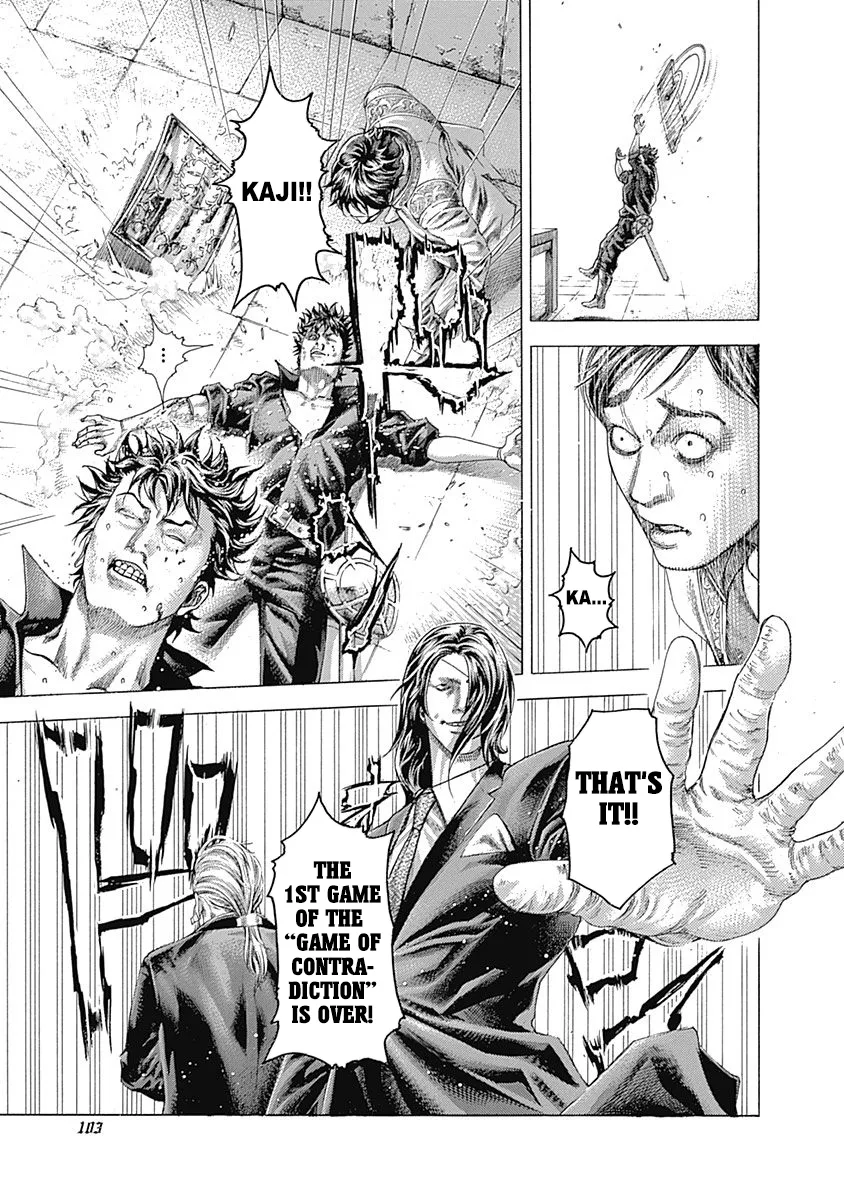 KA...
KAJI!!
...
THAT'S
IT!!
THE
1ST GAME
OF THE
“GAME OF
CONTRA-
DICTION”
IS OVER!
103